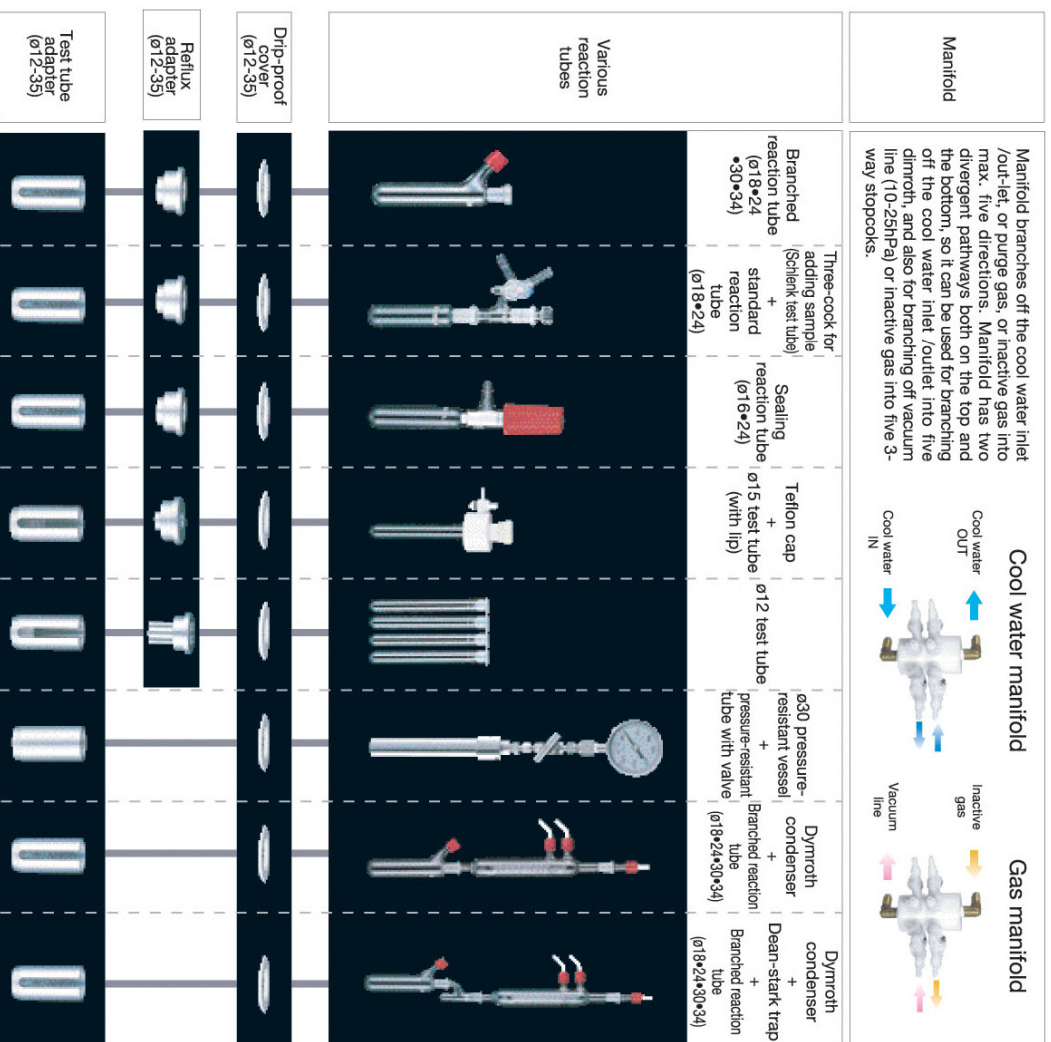 Manifold
Manifold branches off the cool water inlet
/out-let, or purge gas, or inactive gas into
max. five directions. Manifold has two
divergent pathways both on the top and
the bottom, so it can be used for branching
off the cool water inlet /outlet into five
dimroth, and also for branching off vacuum
line (10-25hPa) or inactive gas into five 3-
way stopcoks.
Cool water manifold
Cool water
OUT
Cool water
IN
Gas manifold
Inactive
gas
Vacuum
line
Various
reaction
tubes
Branched
reaction tube
(ø18•24
•30•34)
Three-cock for
adding sample
(Schlenk test tube)
+
standard
reaction
tube
(ø18•24)
Sealing
reaction tube
(ø16•24)
Teflon cap
+
ø15 test tube
(with lip)
ø12 test tube
ø30 pressure-
resistant vessel
+
pressure-resistant
tube with valve
Dymroth
condenser
+
Branched reaction
tube
(ø18•24•30•34)
Dymroth
condenser
+
Dean-stark trap
+
Branched reaction
tube
(ø18•24•30•34)
Drip-proof
cover
(ø12-35)
Reflux
adapter
(ø12-35)
Test tube
adapter
(ø12-35)